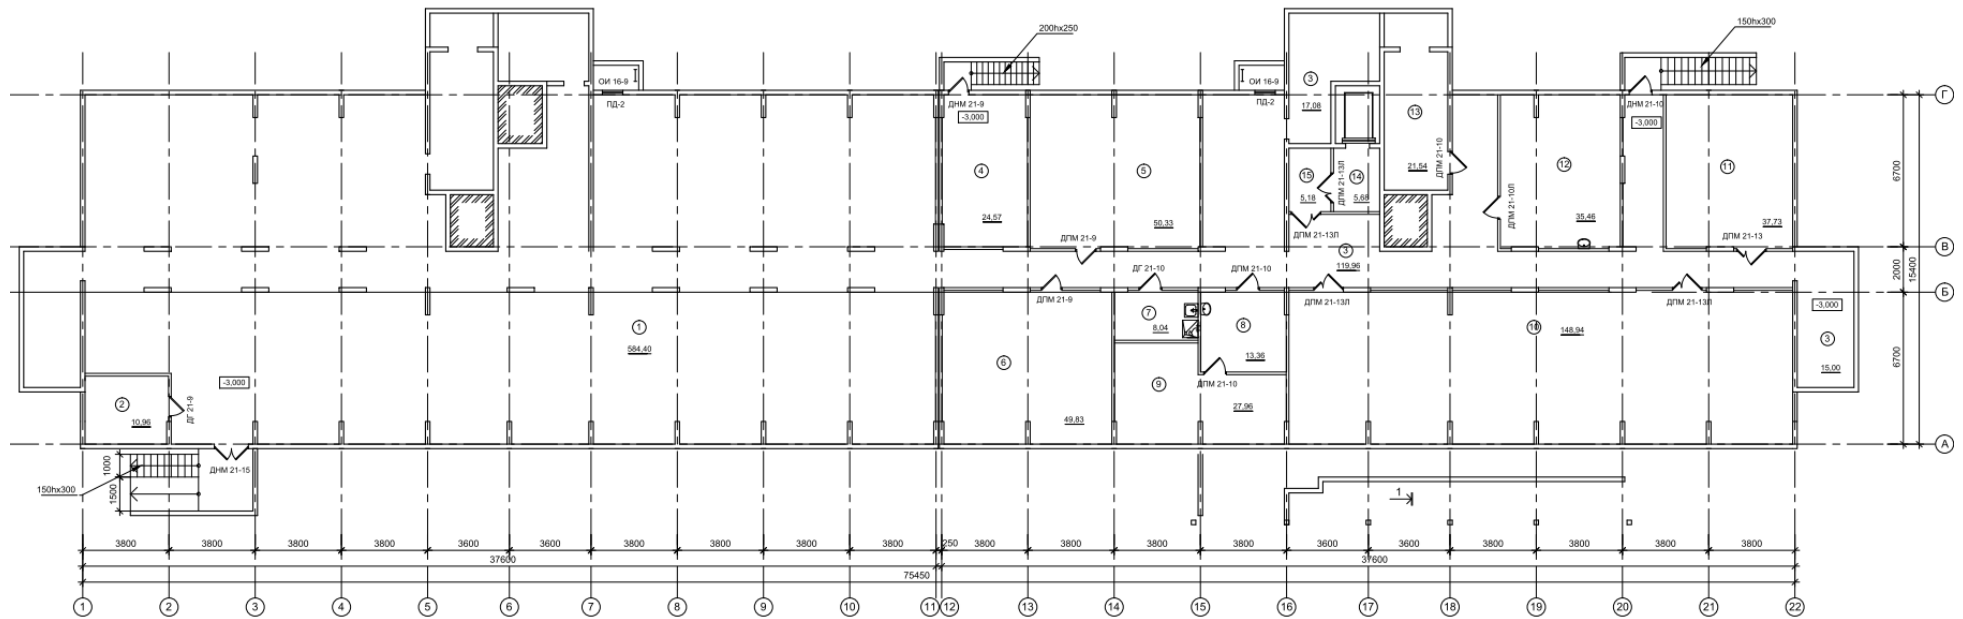 200hx250
150hx300
ОИ 16-9
ПД-2
ДНМ 21-9
-3,000
ОИ 16-9
ПД-2
3
17,08
13
21,54
ДПМ 21-10
ДНМ 21-10
-3,000
Г
4
24,57
5
50,33
15
5,18
ДПМ 21-13Л
14
5,68
ДПМ 21-13Л
12
35,46
ДПМ 21-10Л
11
37,73
6700
ДПМ 21-9
3
119,96
ДПМ 21-13
В
ДГ 21-10
ДПМ 21-10
2000
15400
ДПМ 21-9
ДПМ 21-13Л
ДПМ 21-13Л
Б
1
584,40
7
8,04
8
13,36
10
148,94
-3,000
3
15,00
6700
6
49,83
9
27,96
ДПМ 21-10
-3,000
2
10,96
ДГ 21-9
А
ДНМ 21-15
1000
1500
150hx300
1
3800 3800 3800 3800 3600 3600 3800 3800 3800 3800 250 3800 3800 3800 3800 3600 3600 3800 3800 3800 3800
37600 37600
75450
1 2 3 4 5 6 7 8 9 10 11 12 13 14 15 16 17 18 19 20 21 22